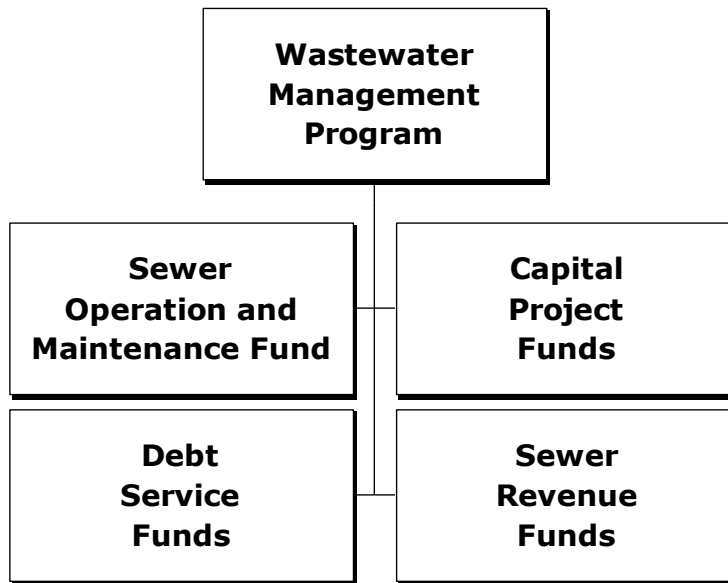 Wastewater
Management
Program
Sewer
Operation and
Maintenance Fund
Capital
Project
Funds
Debt
Service
Funds
Sewer
Revenue
Funds